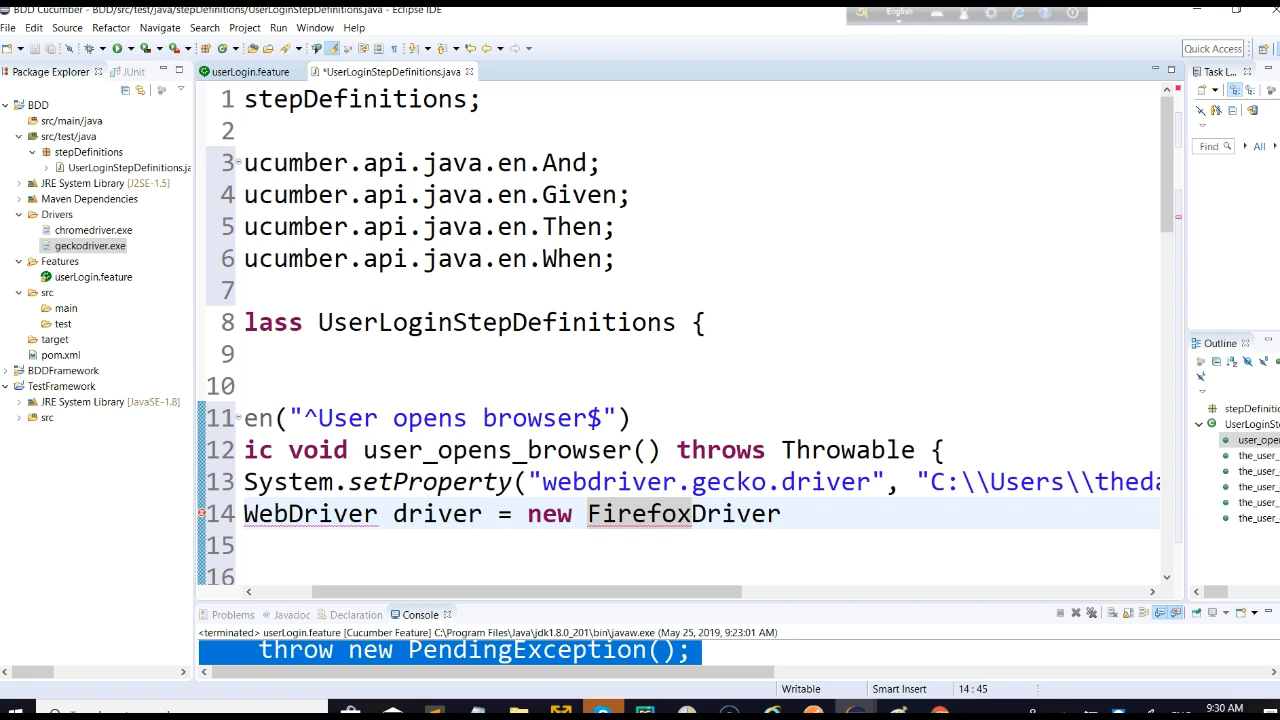 BDD Cucumber - BDD/src/test/java/stepDefinitions/UserLoginStepDefinitions.java - Eclipse IDE
English
File Edit Source Refactor Navigate Search Project Run Window Help
Quick Access
Package Explorer JUnit
userLogin.feature *UserLoginStepDefinitions.java
Task L...
BDD
src/main/java
src/test/java
stepDefinitions
UserLoginStepDefinitions.ja
JRE System Library [J2SE-1.5]
Maven Dependencies
Drivers
chromedriver.exe
geckodriver.exe
Features
userLogin.feature
src
main
test
target
pom.xml
BDDFramework
TestFramework
JRE System Library [JavaSE-1.8]
src
1 stepDefinitions;
2
3 ucumber.api.java.en.And;
4 ucumber.api.java.en.Given;
5 ucumber.api.java.en.Then;
6 ucumber.api.java.en.When;
7
8 lass UserLoginStepDefinitions {
9
10
11 en("^User opens browser$")
12 ic void user_opens_browser() throws Throwable {
13 System.setProperty("webdriver.gecko.driver", "C:\\Users\\theda
14 WebDriver driver = new FirefoxDriver
15
16
Find All
Outline
stepDefiniti
UserLoginSt
user_ope
the_user_
the_user_
the_user_
the_user_
the_user_
Problems Javadoc Declaration Console
<terminated> userLogin.feature [Cucumber Feature] C:\Program Files\Java\jdk1.8.0_201\bin\javaw.exe (May 25, 2019, 9:23:01 AM)
throw new PendingException();
Writable Smart Insert 14 : 45
9:30 AM